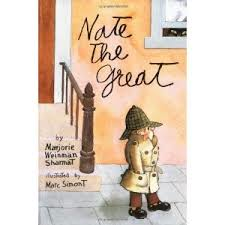 Nate
The
Great
by
Marjorie
Weinman
Sharmat
illustrated by
Marc Simont